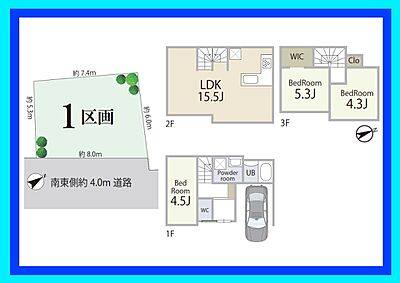 約 7.4m
約 5.3m
1区画
約 6.0m
約 8.0m
南東側約 4.0m 道路
LDK
15.5J
2F
WIC
Clo
BedRoom
5.3J
BedRoom
4.3J
3F
Bed
Room
4.5J
Powder
room
UB
WC
1F